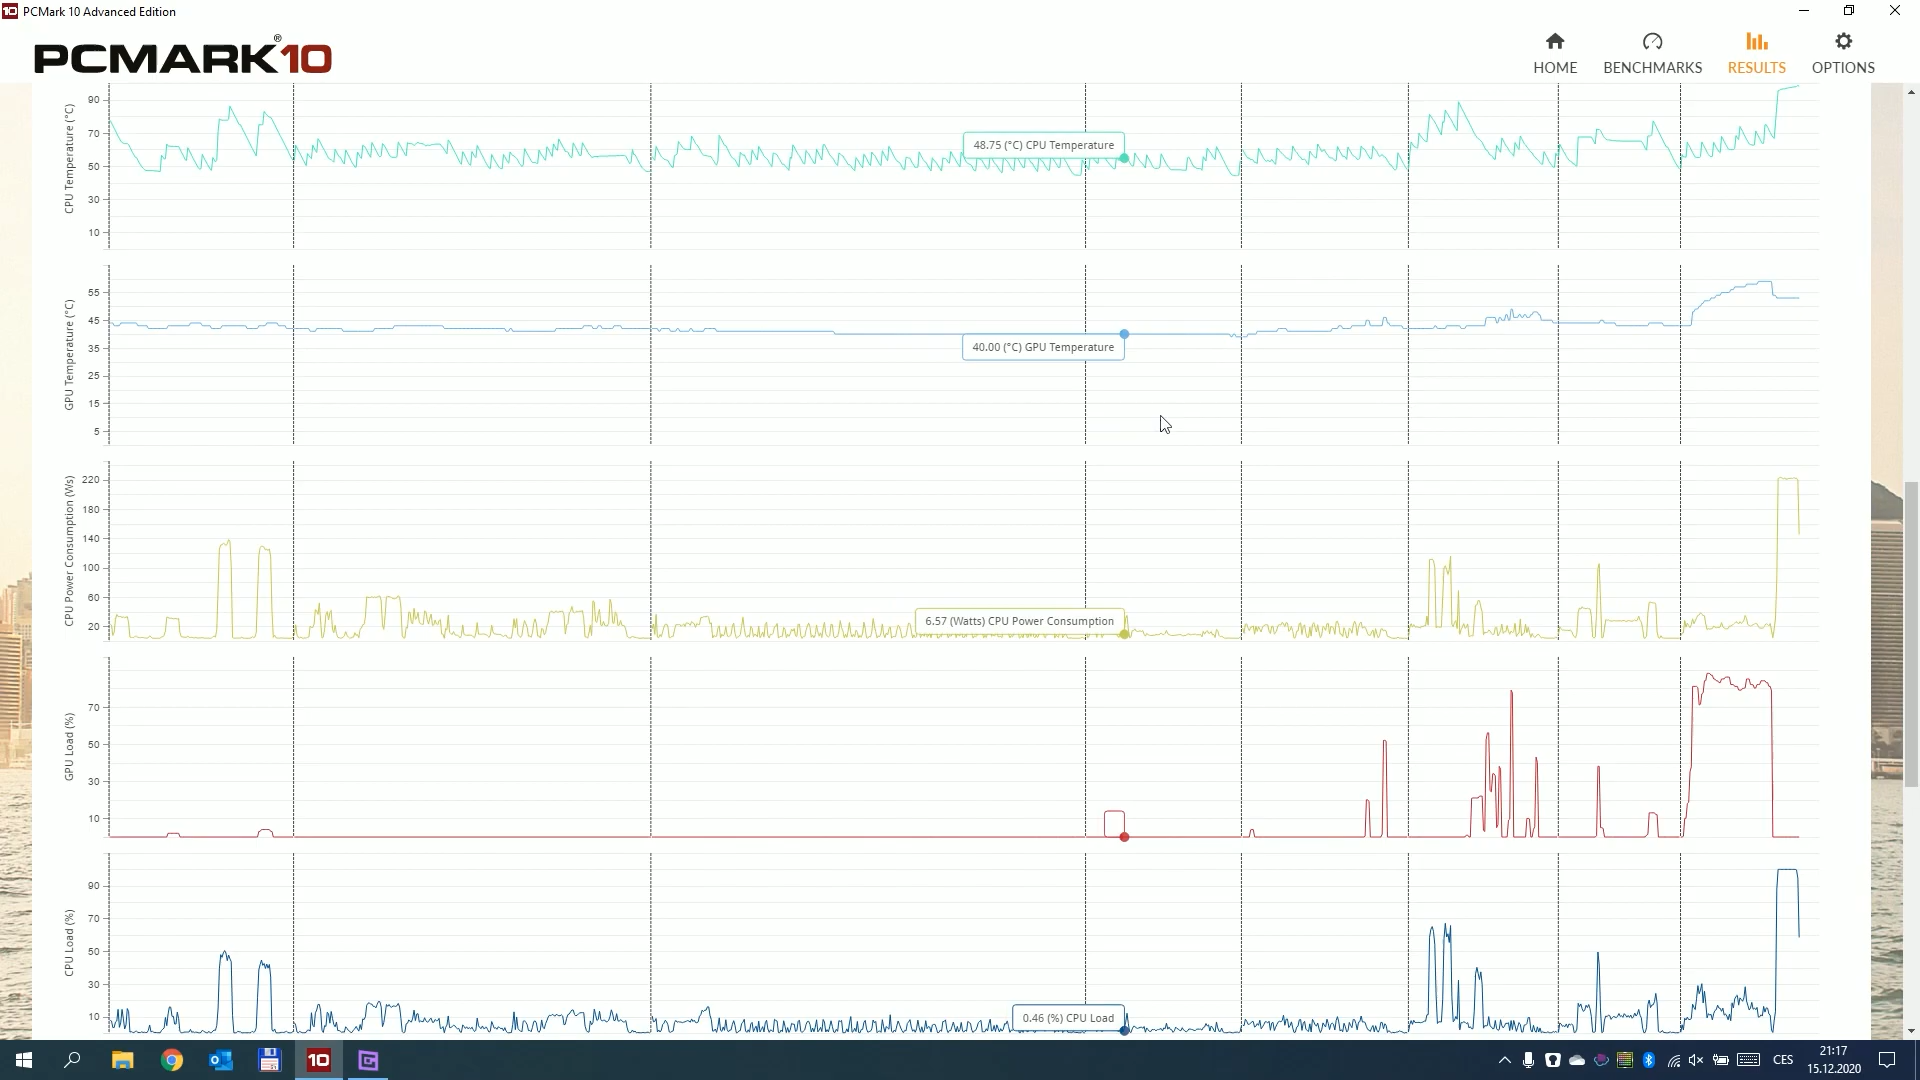 PCMark 10 Advanced Edition
PCMARK®10
HOME
BENCHMARKS
RESULTS
OPTIONS
CPU Temperature (°C)
90
70
50
30
10
48.75 (°C) CPU Temperature
GPU Temperature (°C)
55
45
35
25
15
5
40.00 (°C) GPU Temperature
CPU Power Consumption (Ws)
220
180
140
100
60
20
6.57 (Watts) CPU Power Consumption
GPU Load (%)
70
50
30
10
CPU Load (%)
90
70
50
30
10
0.46 (%) CPU Load
10
CES
21:17
15.12.2020